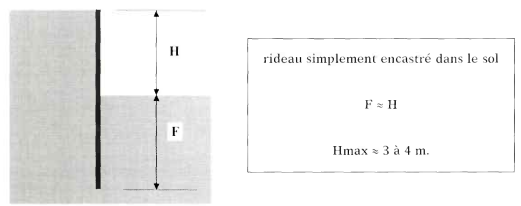 H
F
rideau simplement encastré dans le sol
F ≈ H
Hmax ≈ 3 à 4 m.